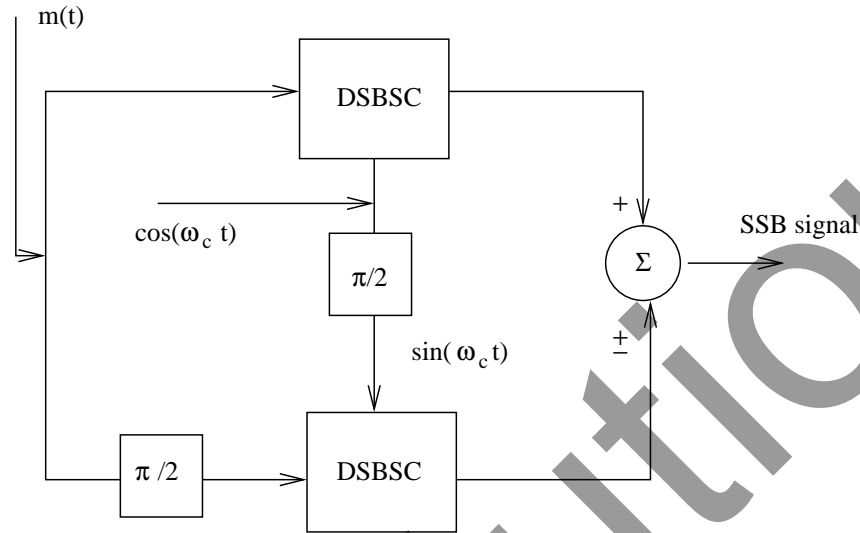 m(t)
DSBSC
cos(ω_c t)
+
SSB signal
Σ
π/2
±
sin(ω_c t)
π /2
DSBSC